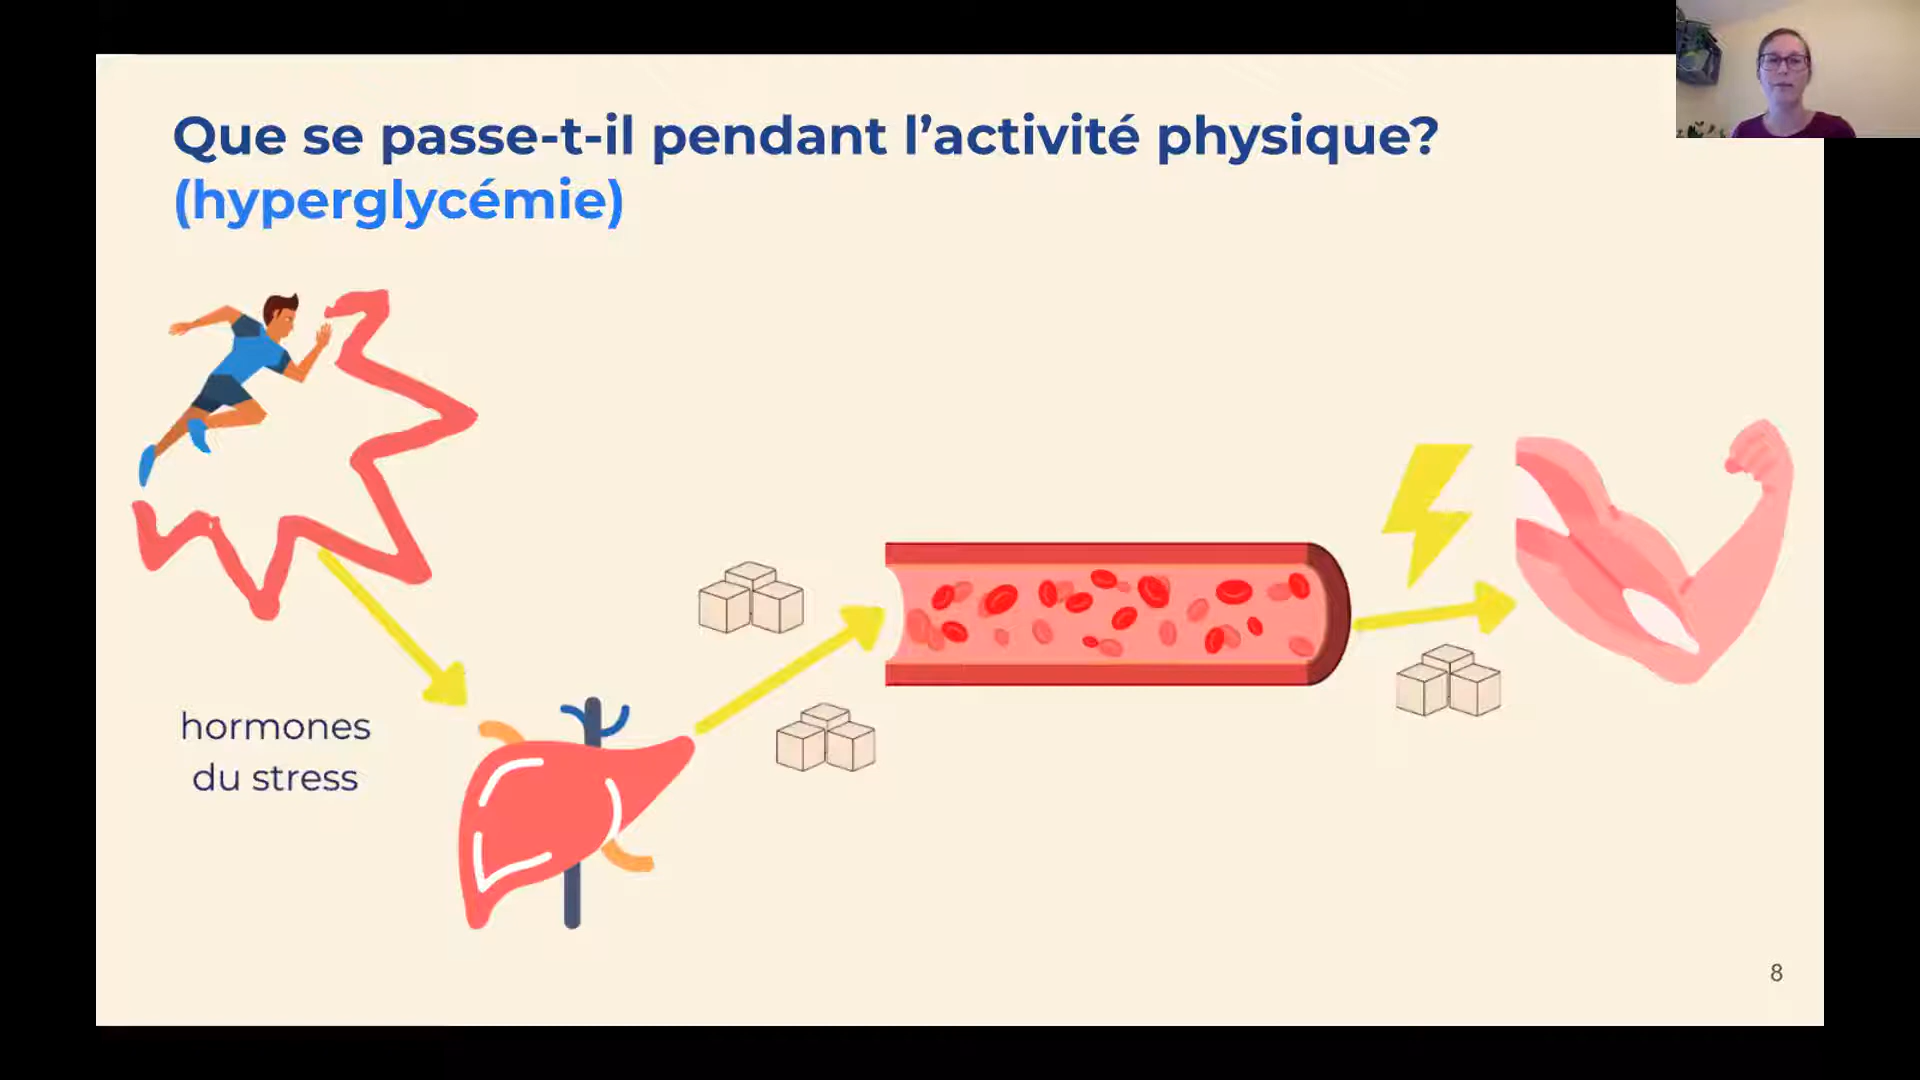 Que se passe-t-il pendant l’activité physique?
(hyperglycémie)
hormones
du stress
8